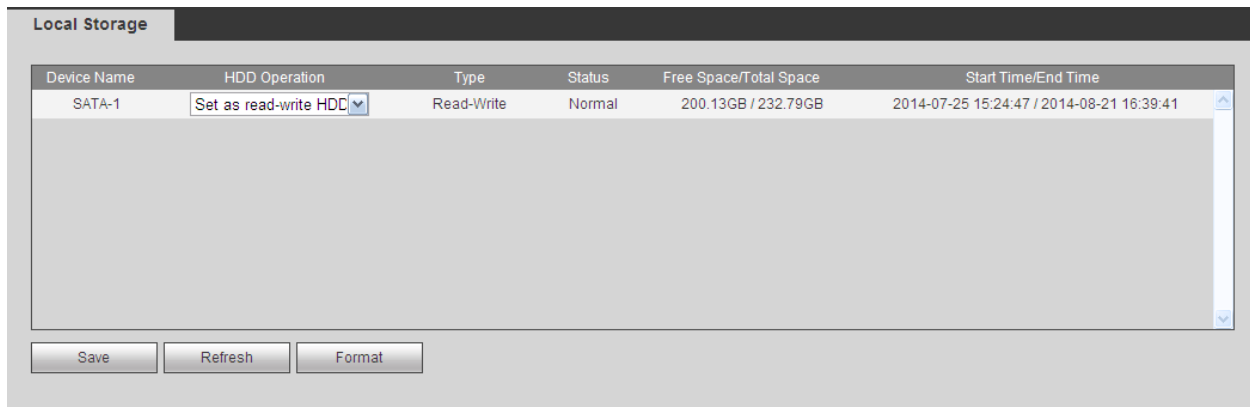 Local Storage
Device Name HDD Operation Type Status Free Space/Total Space Start Time/End Time
SATA-1 Set as read-write HDD Read-Write Normal 200.13GB / 232.79GB 2014-07-25 15:24:47 / 2014-08-21 16:39:41
Save Refresh Format